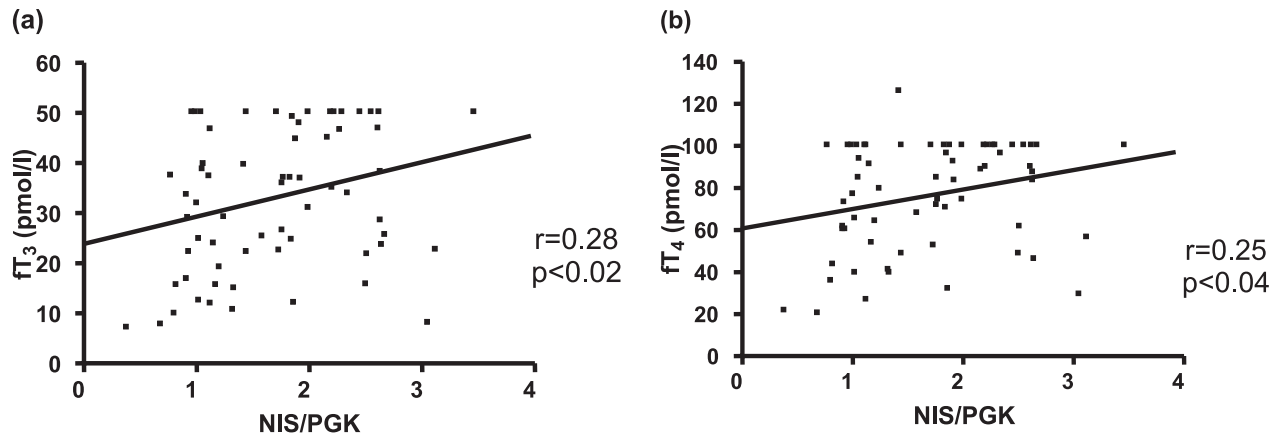 (a)
60
50
40
30
20
10
0
fT3 (pmol/l)
0 1 2 3 4
NIS/PGK
r=0.28
p<0.02
(b)
140
120
100
80
60
40
20
0
fT4 (pmol/l)
0 1 2 3 4
NIS/PGK
r=0.25
p<0.04